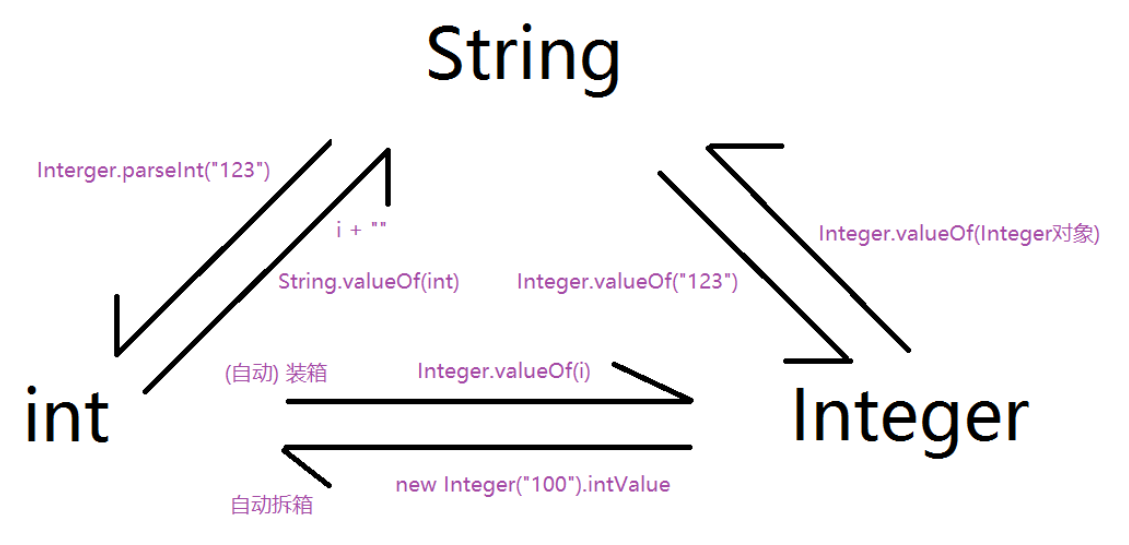 String
Interger.parseInt("123")
i + ""
Integer.valueOf(Integer对象)
String.valueOf(int)
Integer.valueOf("123")
(自动) 装箱
Integer.valueOf(i)
int
Integer
new Integer("100").intValue
自动拆箱